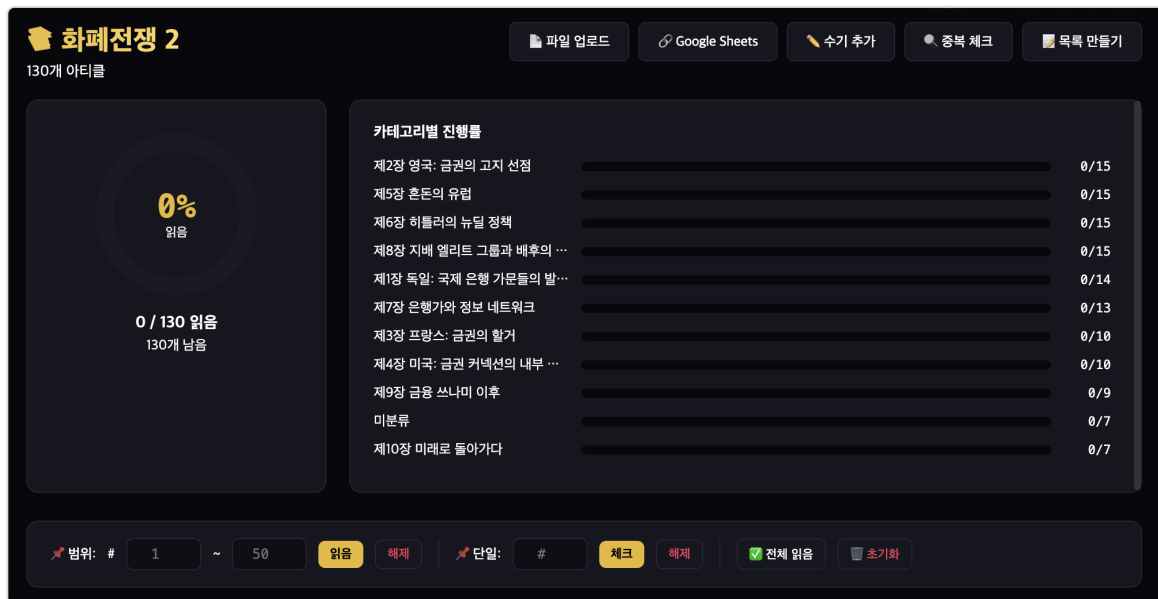 화폐전쟁 2
130개 아티클
파일 업로드
Google Sheets
수기 추가
중복 체크
목록 만들기
0%
읽음
0 / 130 읽음
130개 남음
카테고리별 진행률
제2장 영국: 금권의 고지 선점 0/15
제5장 혼돈의 유럽 0/15
제6장 히틀러의 뉴딜 정책 0/15
제8장 지배 엘리트 그룹과 배후의 … 0/15
제1장 독일: 국제 은행 가문들의 발… 0/14
제7장 은행가와 정보 네트워크 0/13
제3장 프랑스: 금권의 할거 0/10
제4장 미국: 금권 커넥션의 내부 … 0/10
제9장 금융 쓰나미 이후 0/9
미분류 0/7
제10장 미래로 돌아가다 0/7
범위: # 1 ~ 50 읽음 해제 단일: # 체크 해제 전체 읽음 초기화